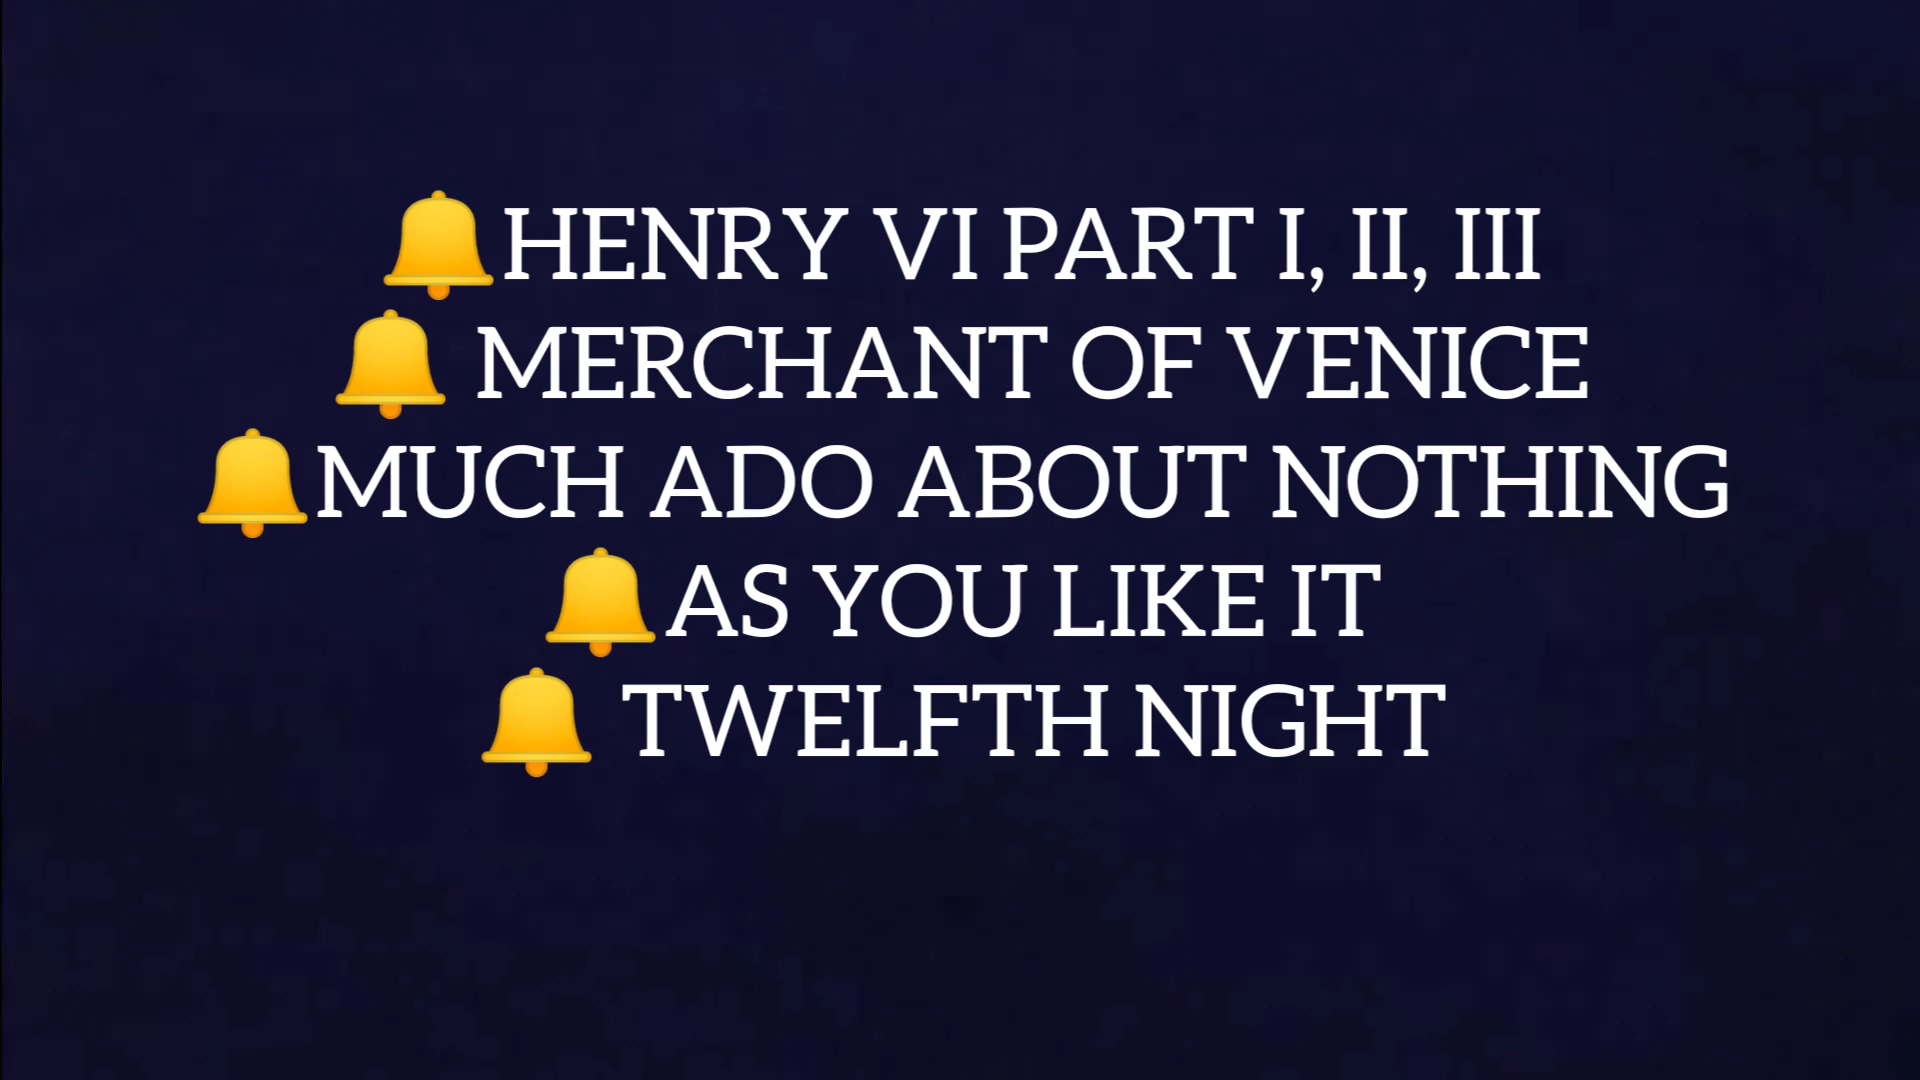 🔔HENRY VI PART I, II, III
🔔 MERCHANT OF VENICE
🔔MUCH ADO ABOUT NOTHING
🔔AS YOU LIKE IT
🔔 TWELFTH NIGHT